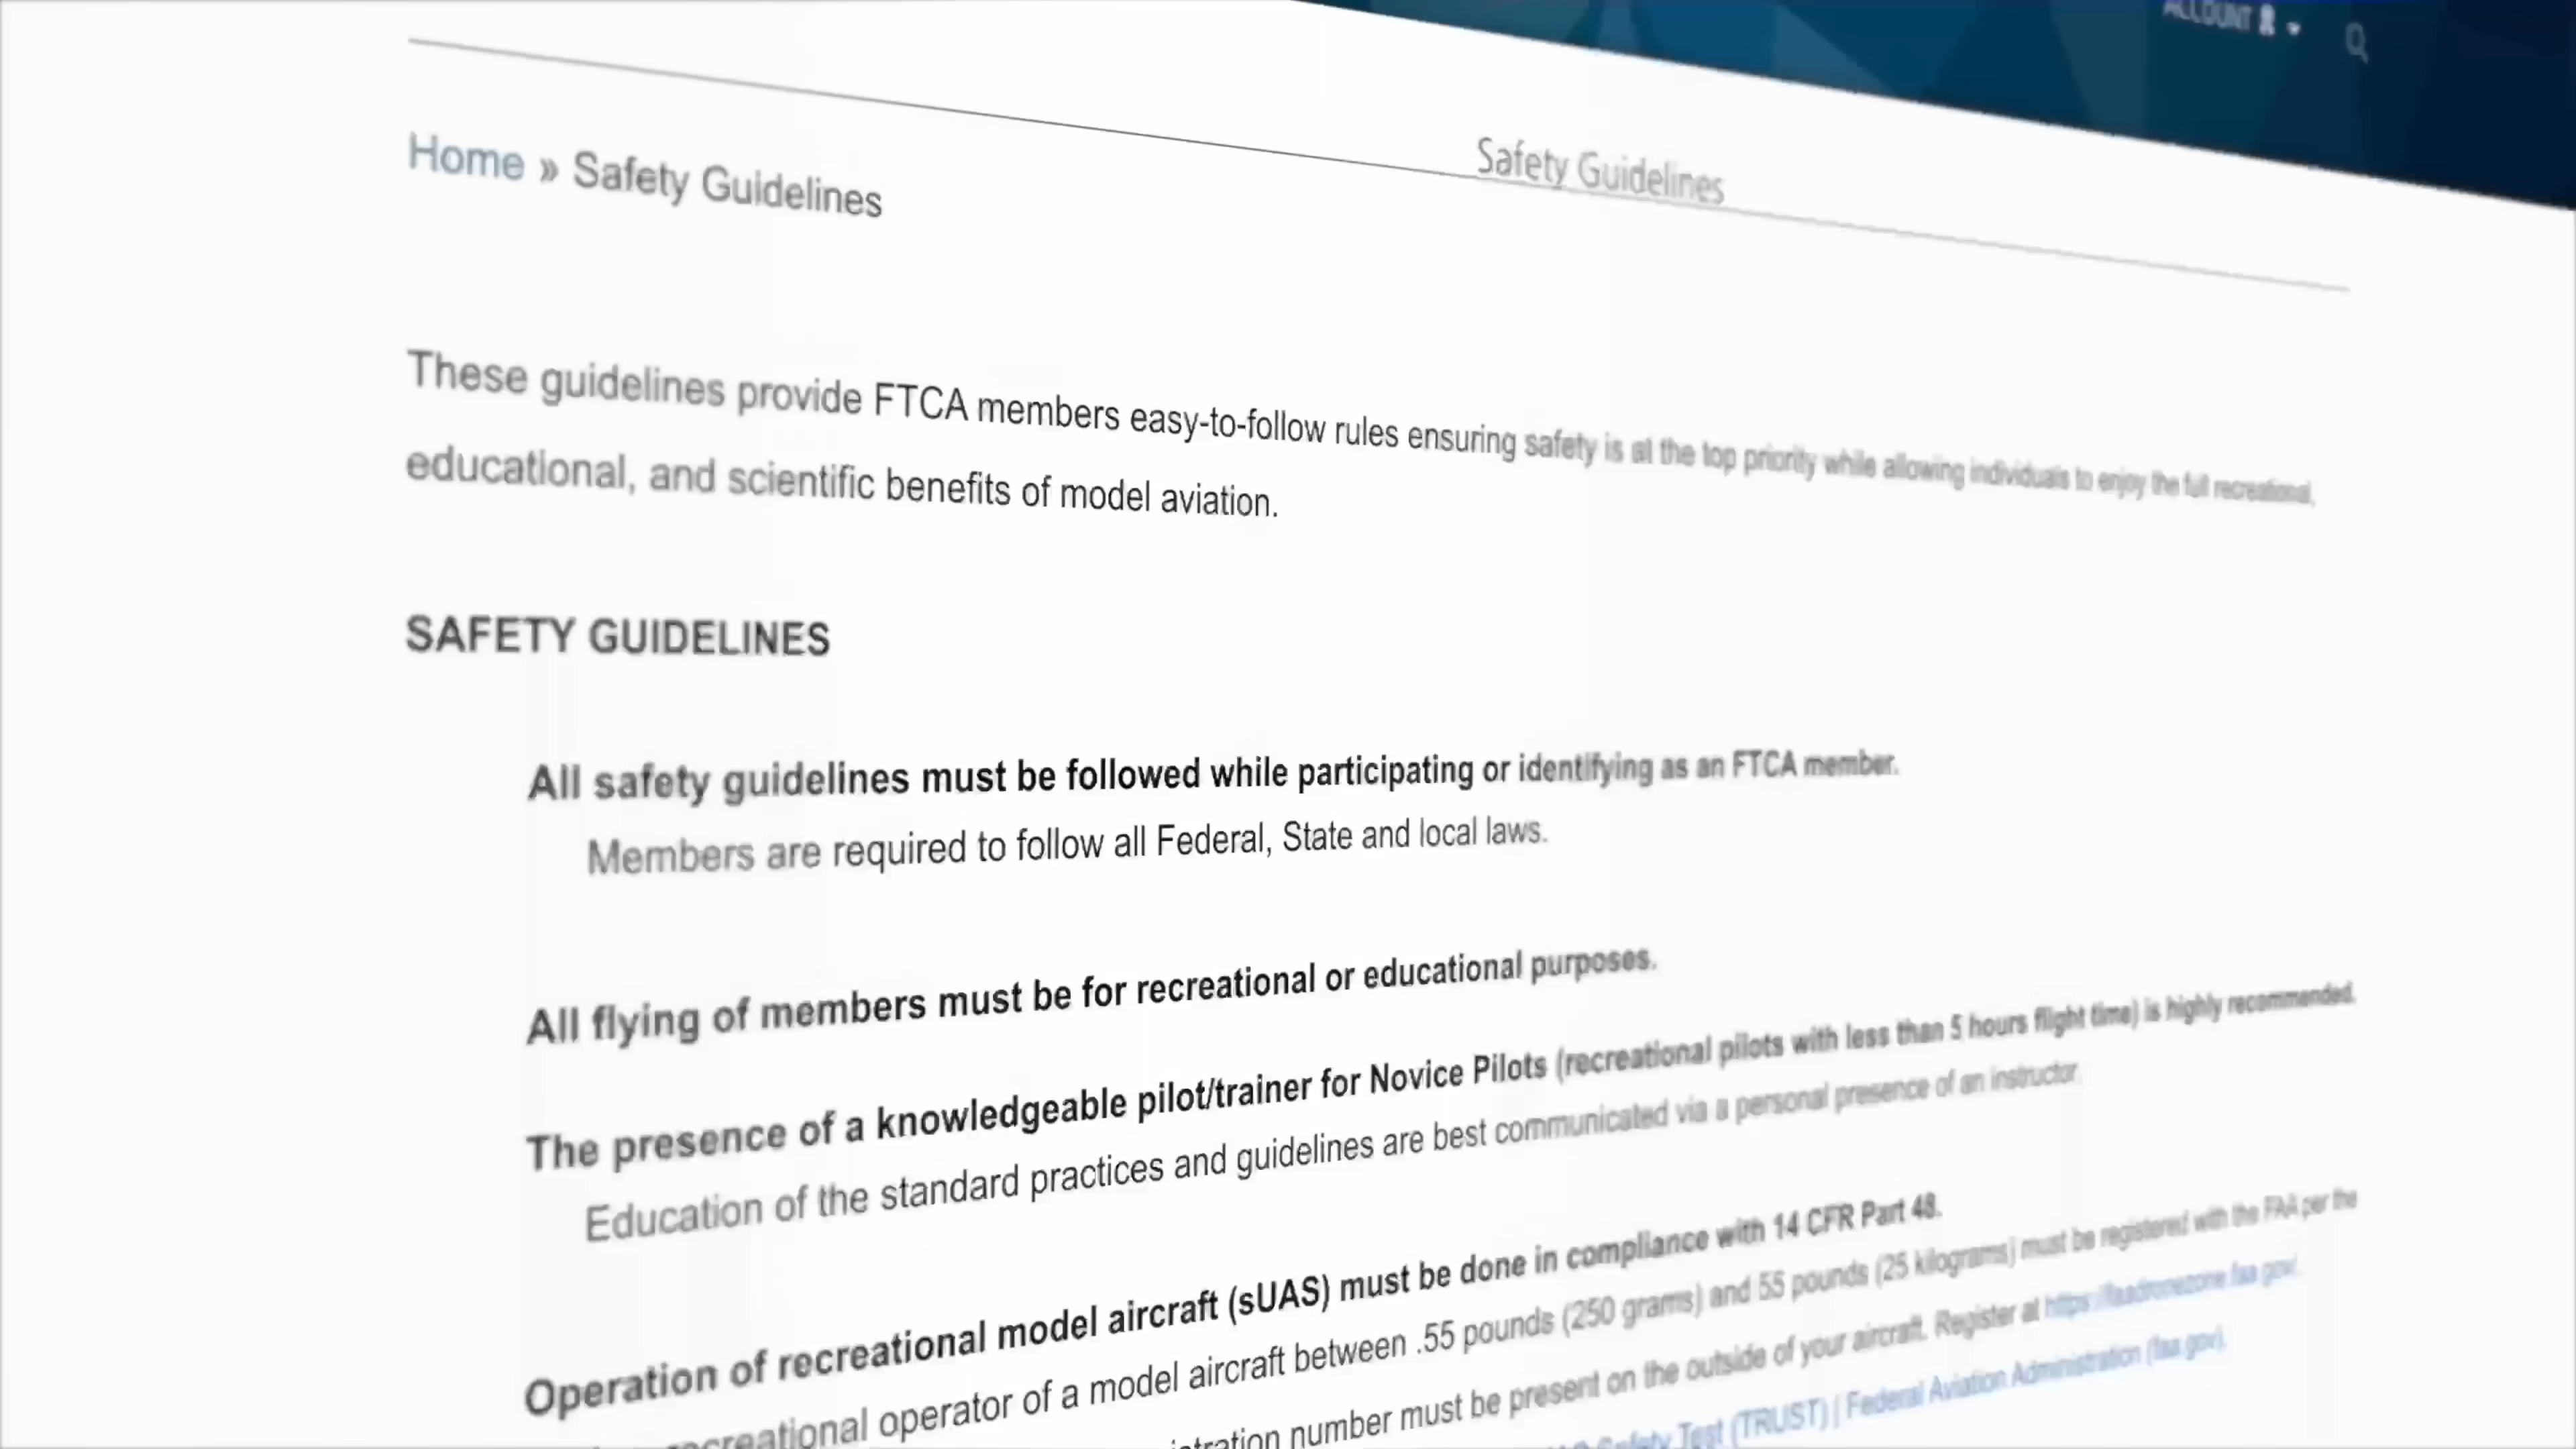 ACCOUNT
Safety Guidelines
Home » Safety Guidelines
These guidelines provide FTCA members easy-to-follow rules ensuring safety is at the top priority while allowing individuals to enjoy the full recreational,
educational, and scientific benefits of model aviation.
SAFETY GUIDELINES
All safety guidelines must be followed while participating or identifying as an FTCA member.
Members are required to follow all Federal, State and local laws.
All flying of members must be for recreational or educational purposes.
The presence of a knowledgeable pilot/trainer for Novice Pilots (recreational pilots with less than 5 hours flight time) is highly recommended.
Education of the standard practices and guidelines are best communicated via a personal presence of an instructor.
Operation of recreational model aircraft (sUAS) must be done in compliance with 14 CFR Part 48.
recreational operator of a model aircraft between .55 pounds (250 grams) and 55 pounds (25 kilograms) must be registered with the FAA per the
number must be present on the outside of your aircraft. Register at https://faadronezone.faa.gov/.
Safety Test (TRUST) | Federal Aviation Administration (faa.gov).